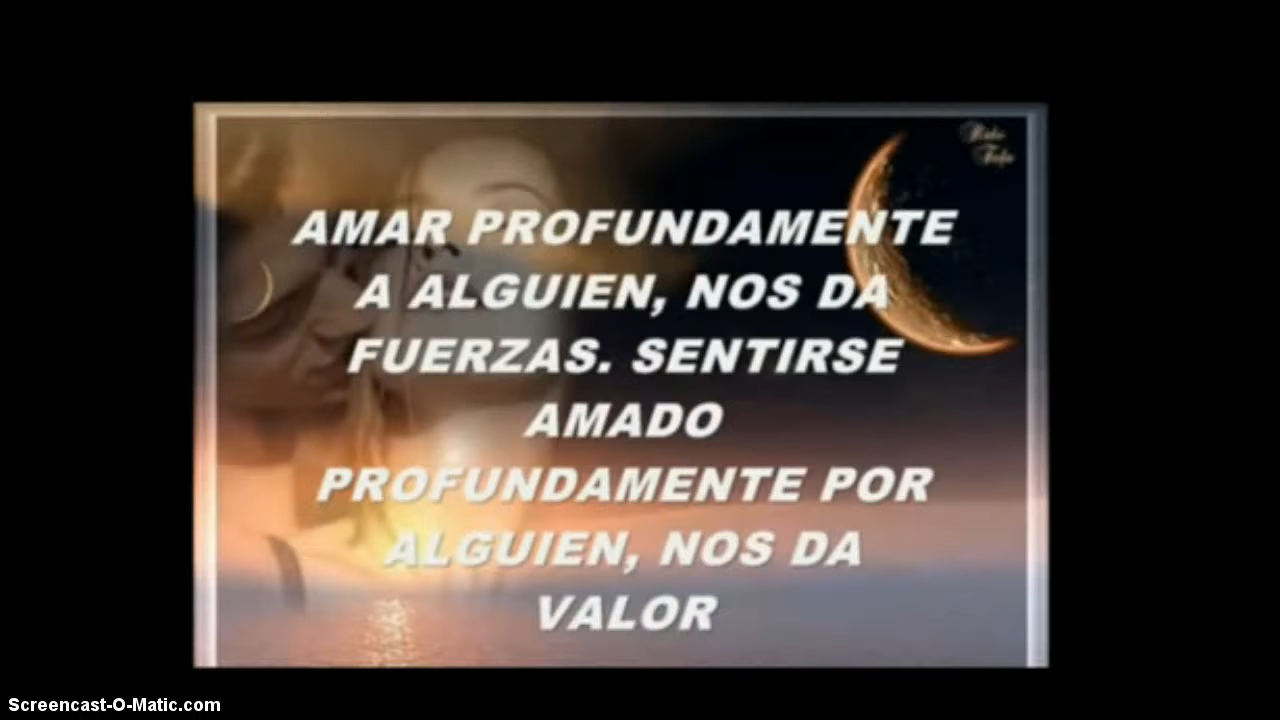 AMAR PROFUNDAMENTE
A ALGUIEN, NOS DA
FUERZAS. SENTIRSE
AMADO
PROFUNDAMENTE POR
ALGUIEN, NOS DA
VALOR
Screencast-O-Matic.com